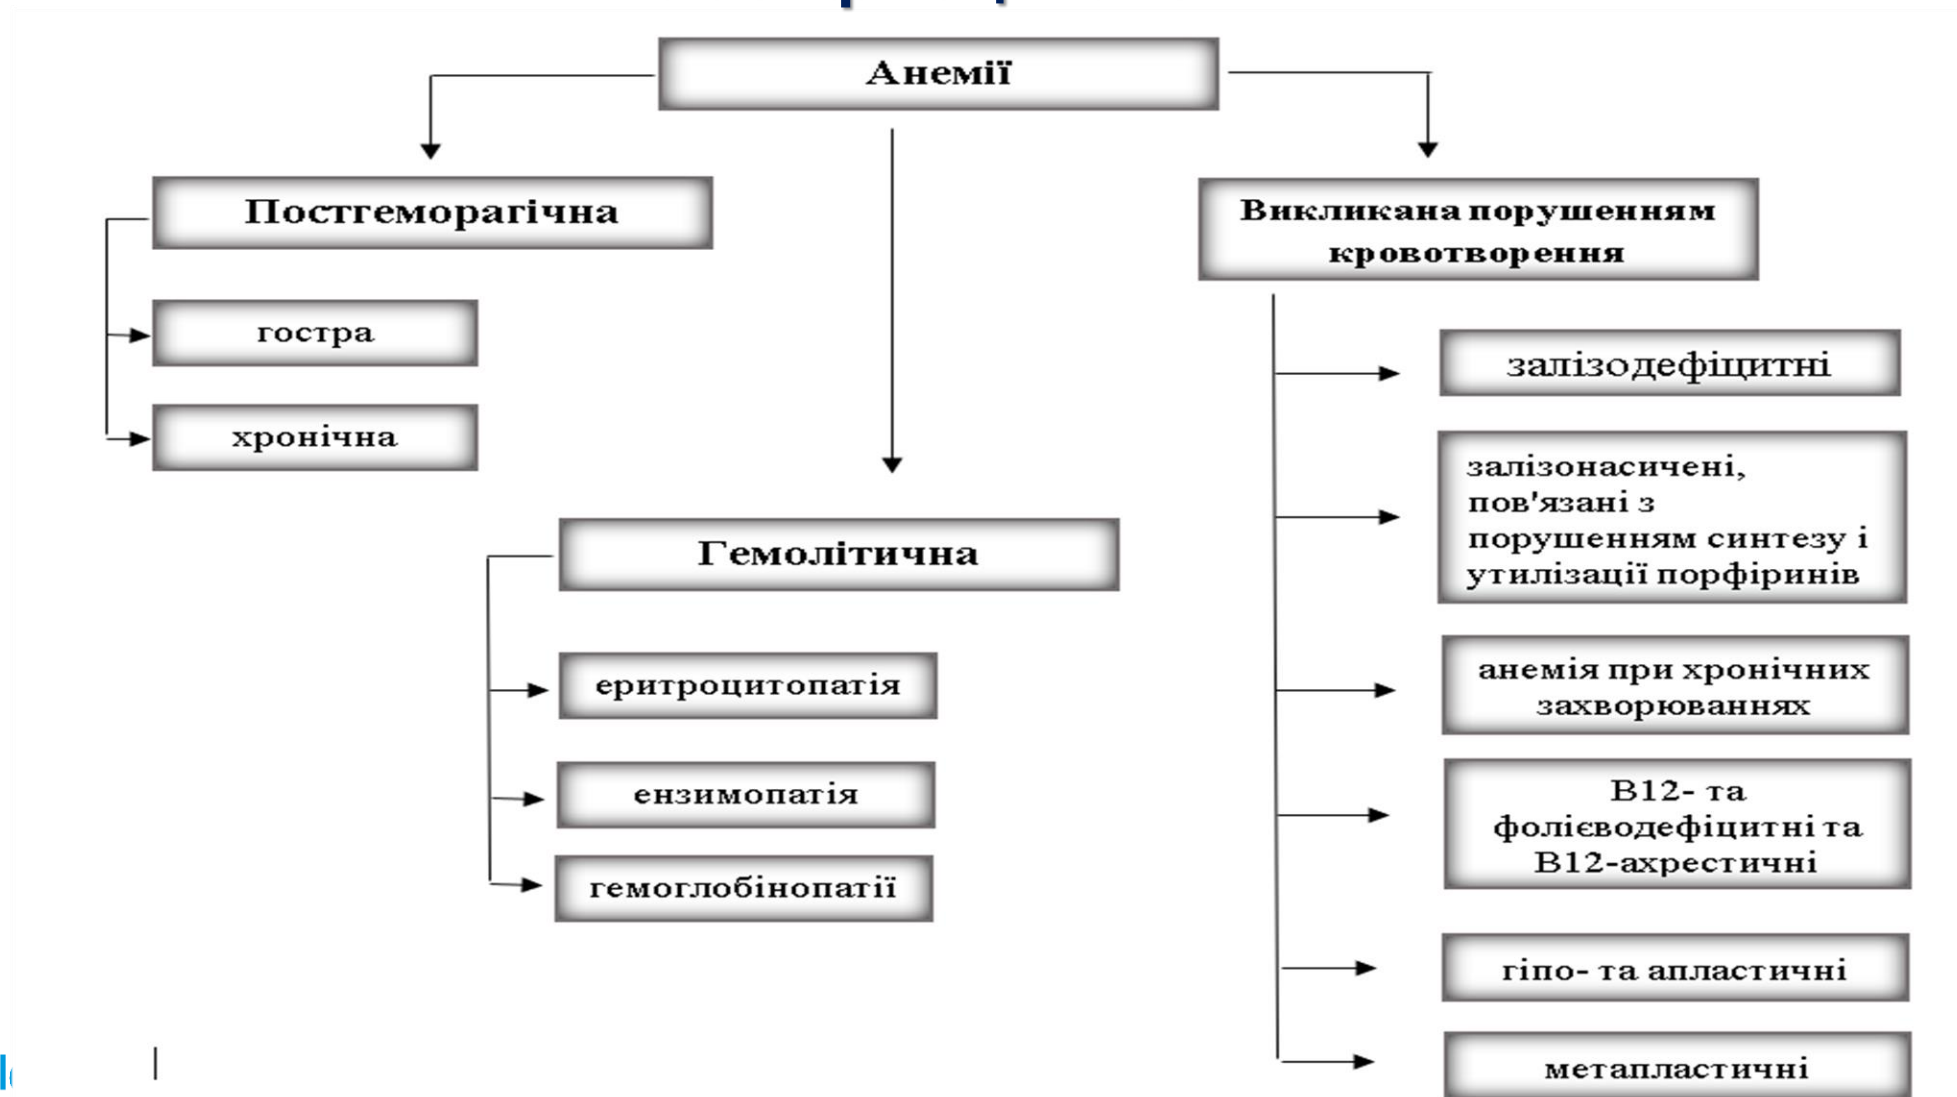 Анемії
Постгеморагічна
гостра
хронічна
Гемолітична
еритроцитопатія
ензимопатія
гемоглобінопатії
Викликана порушенням
кровотворення
залізодефіцитні
залізонасичені,
пов'язані з
порушенням синтезу і
утилізації порфіринів
анемія при хронічних
захворюваннях
В12- та
фолієводефіцитні та
В12-ахрестичні
гіпо- та апластичні
метапластичні